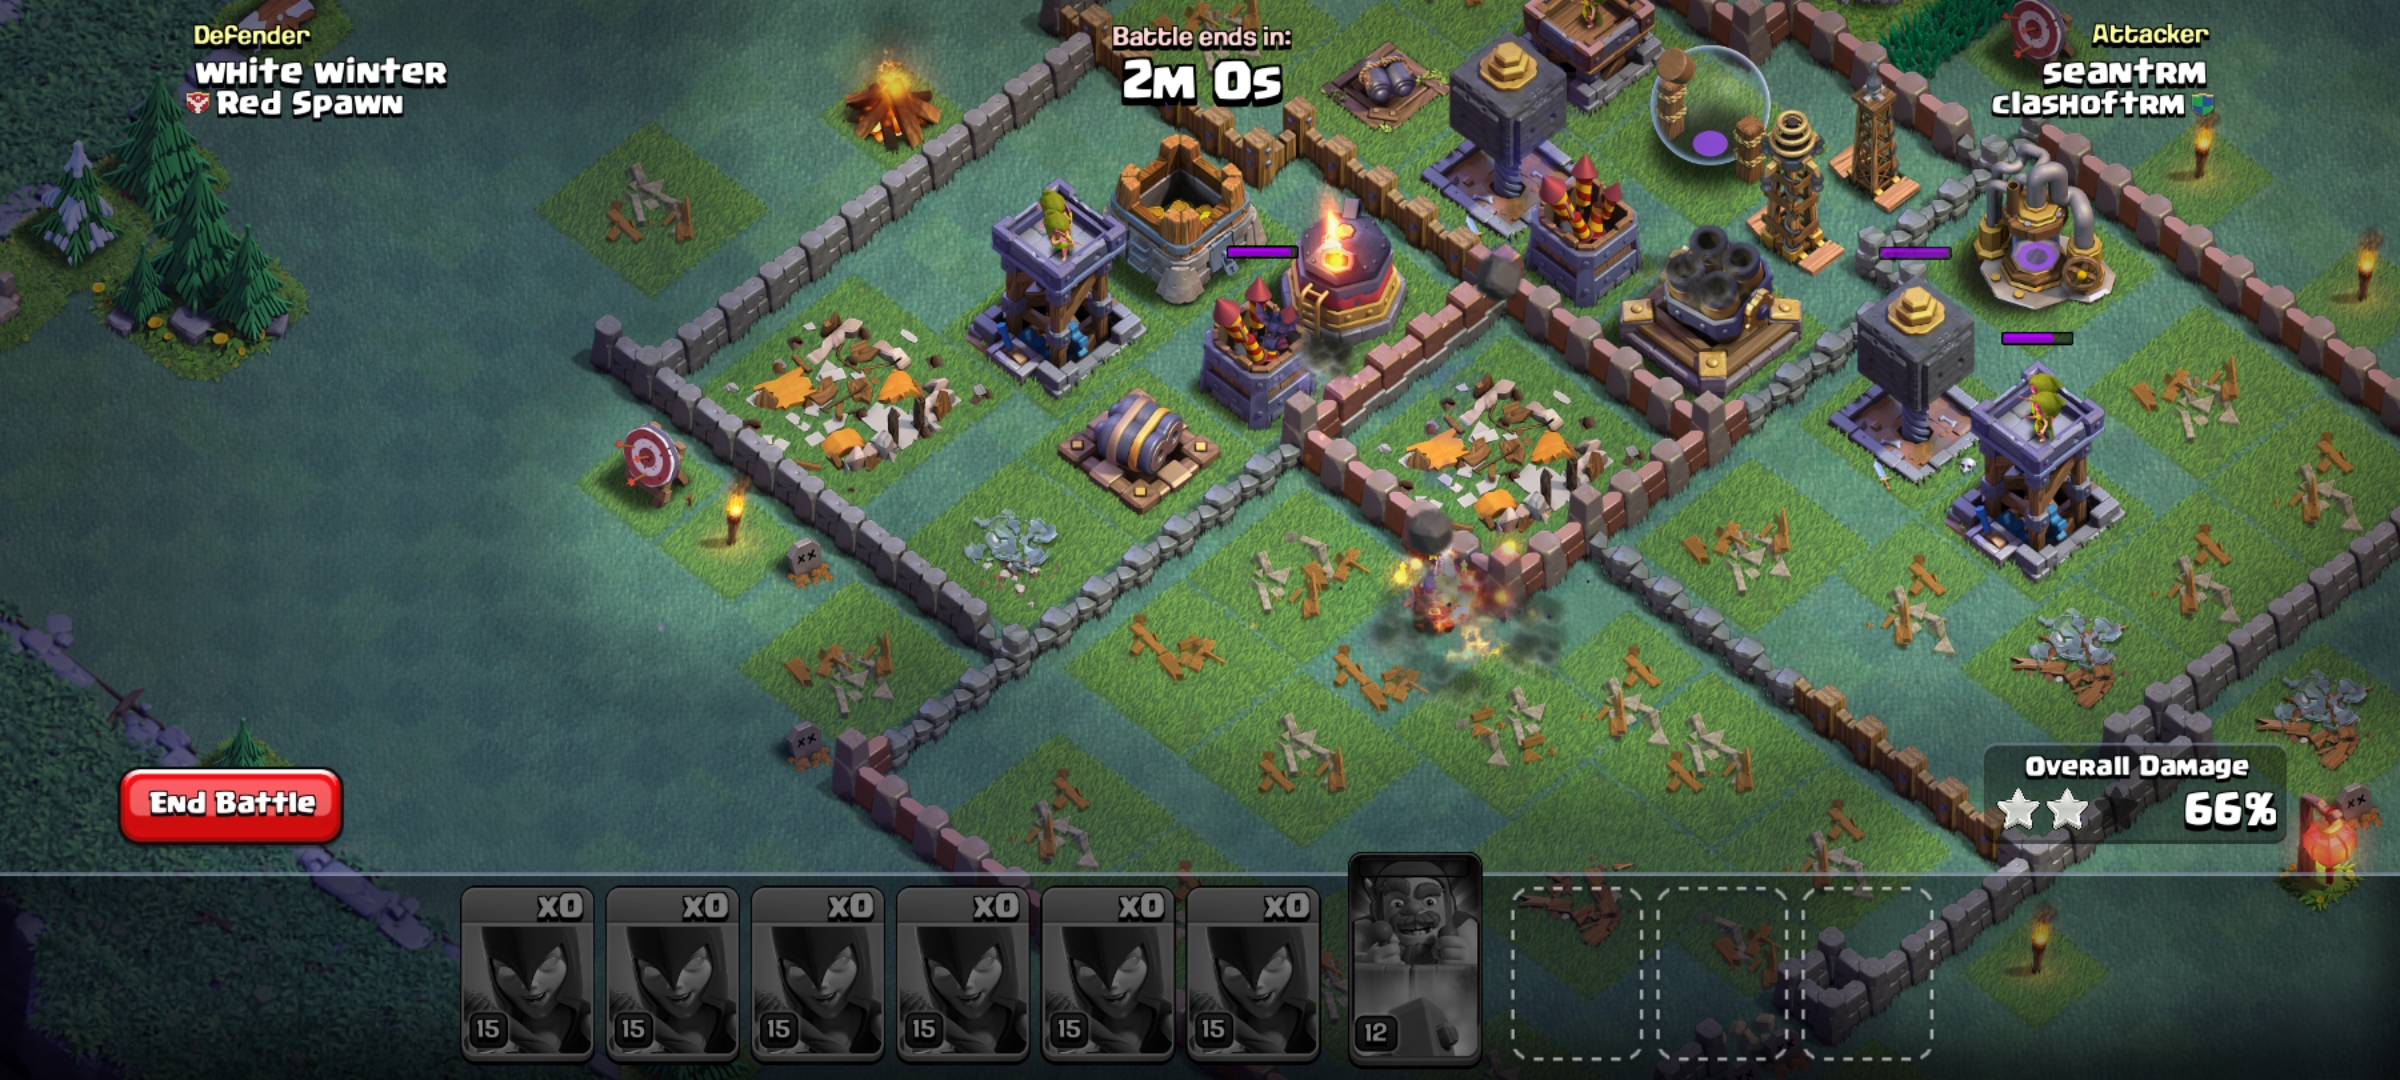 Defender
WHite WinteR
Red Spawn
Battle ends in:
2M 0s
Attacker
seantRM
clasHoftRM
End Battle
Overall Damage
66%
x0
x0
x0
x0
x0
x0
15
15
15
15
15
15
12